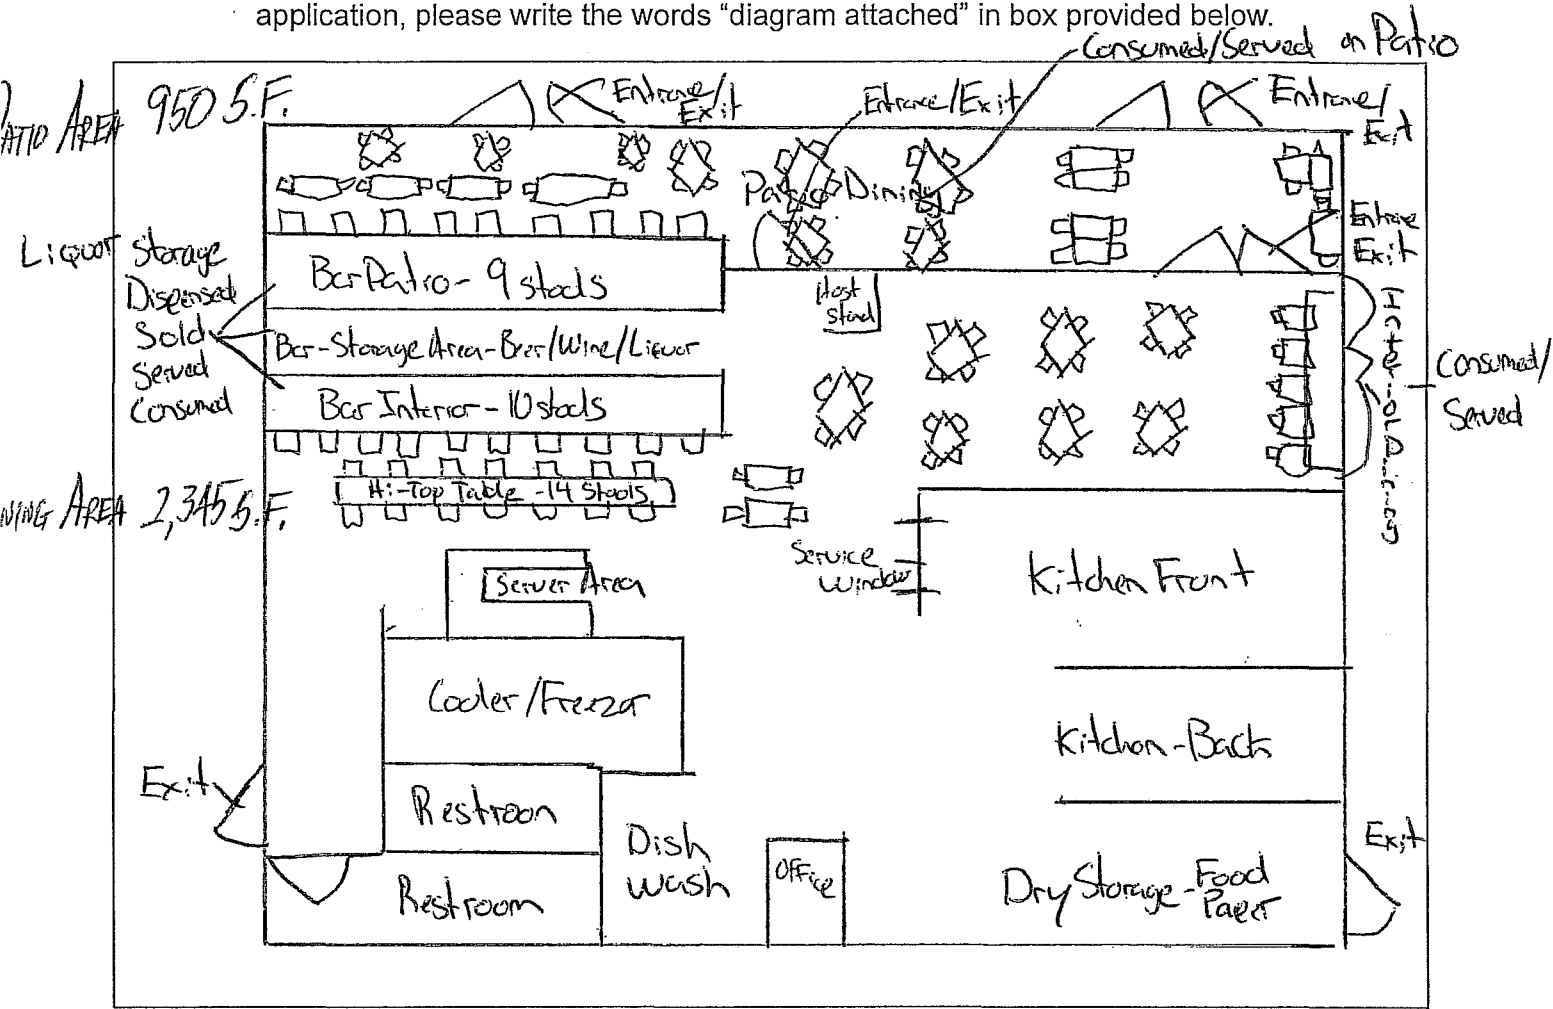 application, please write the words “diagram attached” in box provided below.
Consumed/Served on Patio
PATIO AREA 950 S.F.
Entrance/
Exit
Entrance/Exit
Entrance/
Exit
Patio Dining
Entrance
Exit
Liquor Storage
Dispensed
Sold
Served
Consumed
Bar Patio - 9 stools
Host
stand
Bar-Storage Area-Beer/Wine/Liquor
Bar Interior - 10 stools
Interior Dining
Consumed/
Served
Hi-Top Table - 14 Stools
NING AREA 2,345 S.F.
Service
Window
Kitchen Front
Server Area
Cooler/Freezer
Kitchen-Back
Exit
Restroom
Dish
Wash
Office
Exit
Restroom
Dry Storage - Food
Paper